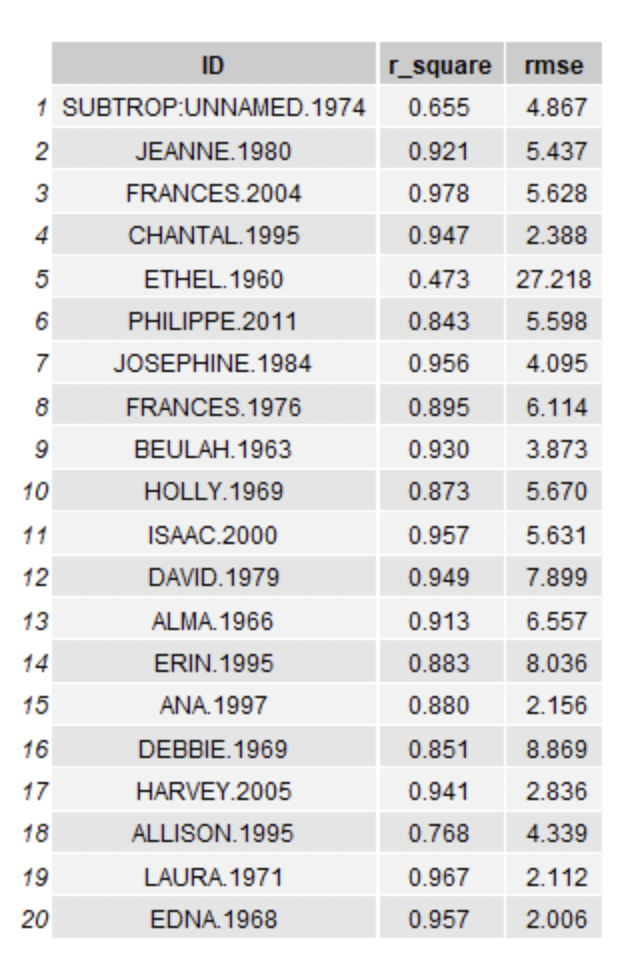 ID r_square rmse
1 SUBTROP:UNNAMED.1974 0.655 4.867
2 JEANNE.1980 0.921 5.437
3 FRANCES.2004 0.978 5.628
4 CHANTAL.1995 0.947 2.388
5 ETHEL.1960 0.473 27.218
6 PHILIPPE.2011 0.843 5.598
7 JOSEPHINE.1984 0.956 4.095
8 FRANCES.1976 0.895 6.114
9 BEULAH.1963 0.930 3.873
10 HOLLY.1969 0.873 5.670
11 ISAAC.2000 0.957 5.631
12 DAVID.1979 0.949 7.899
13 ALMA.1966 0.913 6.557
14 ERIN.1995 0.883 8.036
15 ANA.1997 0.880 2.156
16 DEBBIE.1969 0.851 8.869
17 HARVEY.2005 0.941 2.836
18 ALLISON.1995 0.768 4.339
19 LAURA.1971 0.967 2.112
20 EDNA.1968 0.957 2.006